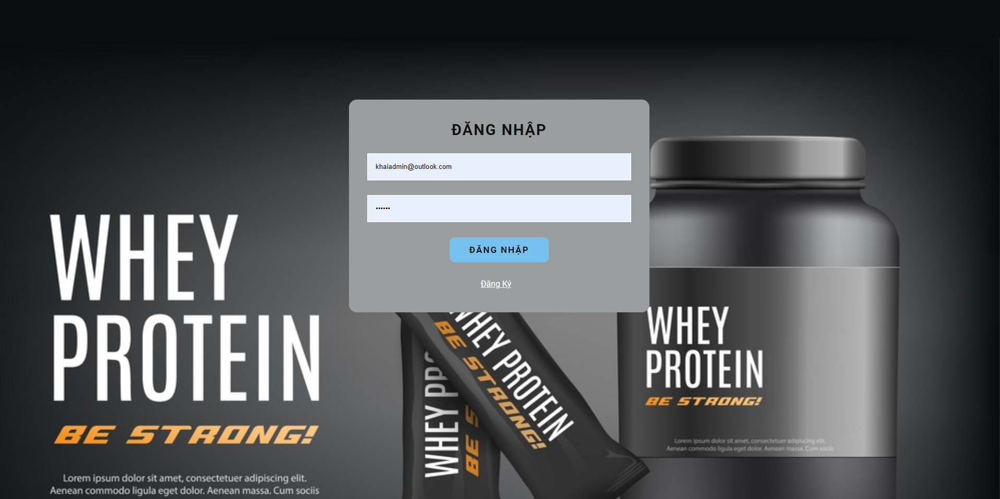 ĐĂNG NHẬP
khaiadmin@outlook.com
••••••
ĐĂNG NHẬP
Đăng Ký
WHEY
PROTEIN
BE STRONG!
Lorem ipsum dolor sit amet, consectetuer adipiscing elit.
Aenean commodo ligula eget dolor. Aenean massa. Cum sociis
WHEY PRO
BE S
WHEY PROTEIN
BE STRONG!
WHEY
PROTEIN
BE STRONG!
Lorem ipsum dolor sit amet, consectetuer adipiscing elit.
Aenean commodo ligula eget dolor. Aenean massa. Cum sociis